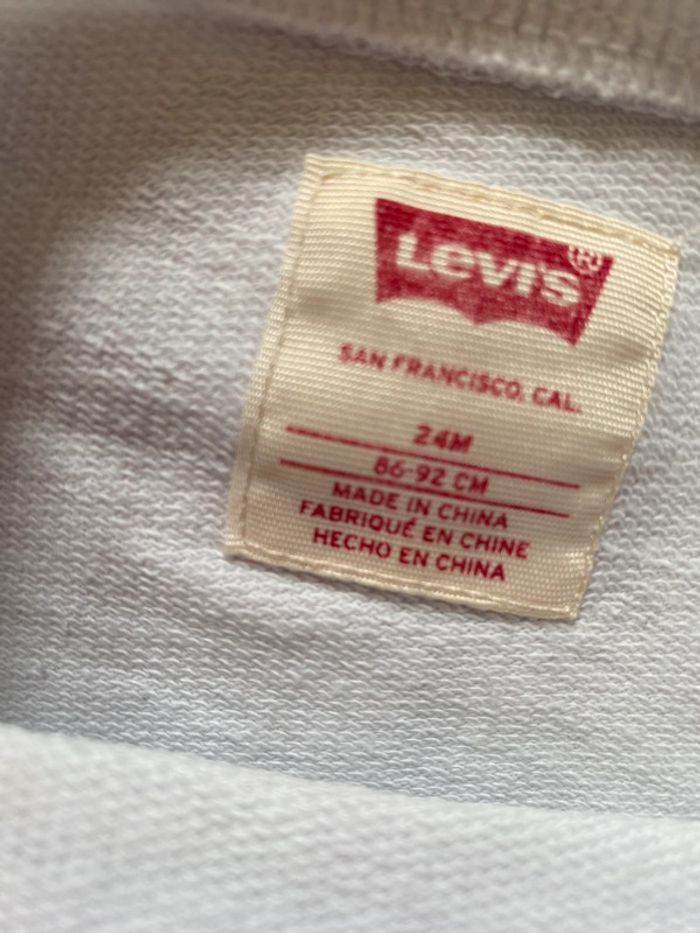 Levi's®
SAN FRANCISCO, CAL.
24M
86-92 CM
MADE IN CHINA
FABRIQUÉ EN CHINE
HECHO EN CHINA